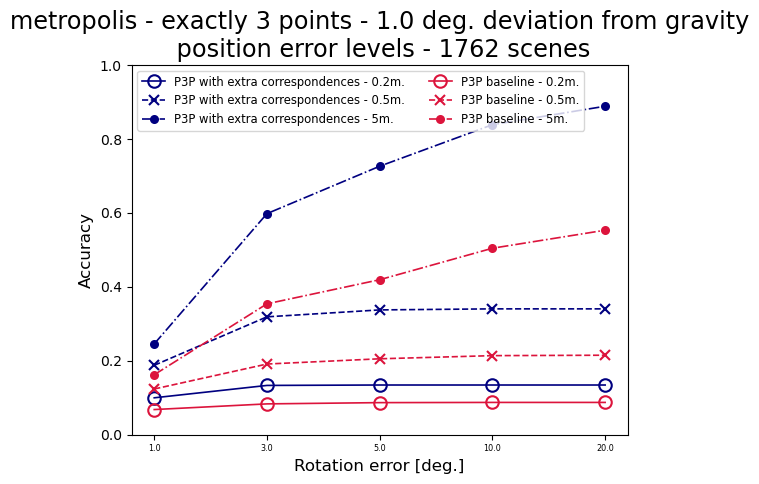 metropolis - exactly 3 points - 1.0 deg. deviation from gravity
position error levels - 1762 scenes
P3P with extra correspondences - 0.2m.
P3P with extra correspondences - 0.5m.
P3P with extra correspondences - 5m.
P3P baseline - 0.2m.
P3P baseline - 0.5m.
P3P baseline - 5m.
Accuracy
1.0
0.8
0.6
0.4
0.2
0.0
1.0
3.0
5.0
10.0
20.0
Rotation error [deg.]